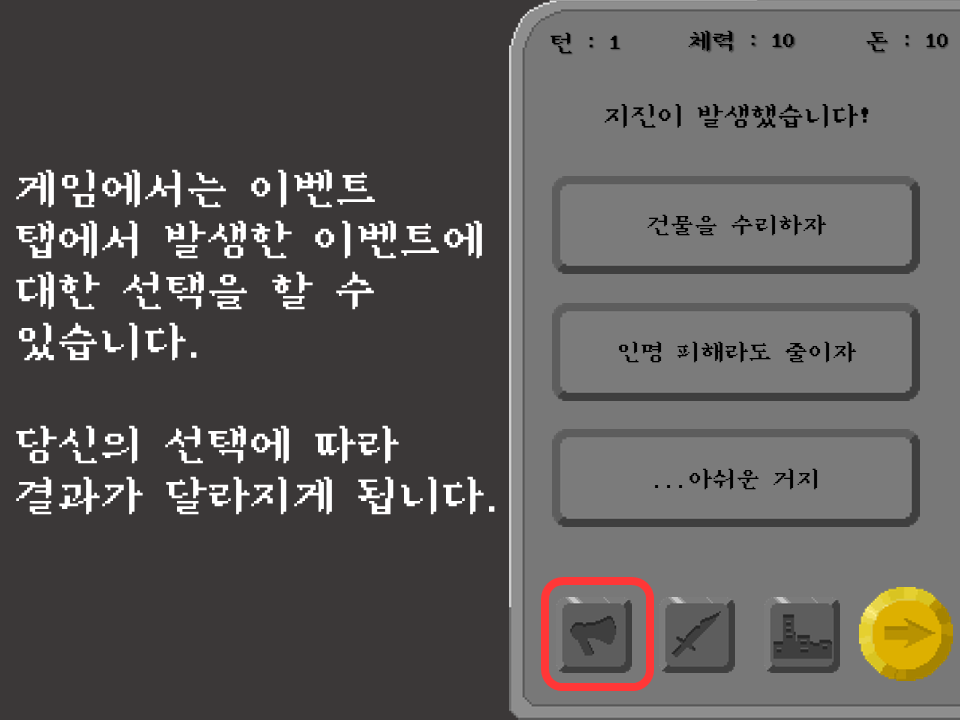 게임에서는 이벤트
탭에서 발생한 이벤트에
대한 선택을 할 수
있습니다.
당신의 선택에 따라
결과가 달라지게 됩니다.
턴 : 1 체력 : 10 돈 : 10
지진이 발생했습니다!
건물을 수리하자
인명 피해라도 줄이자
...아쉬운 거지